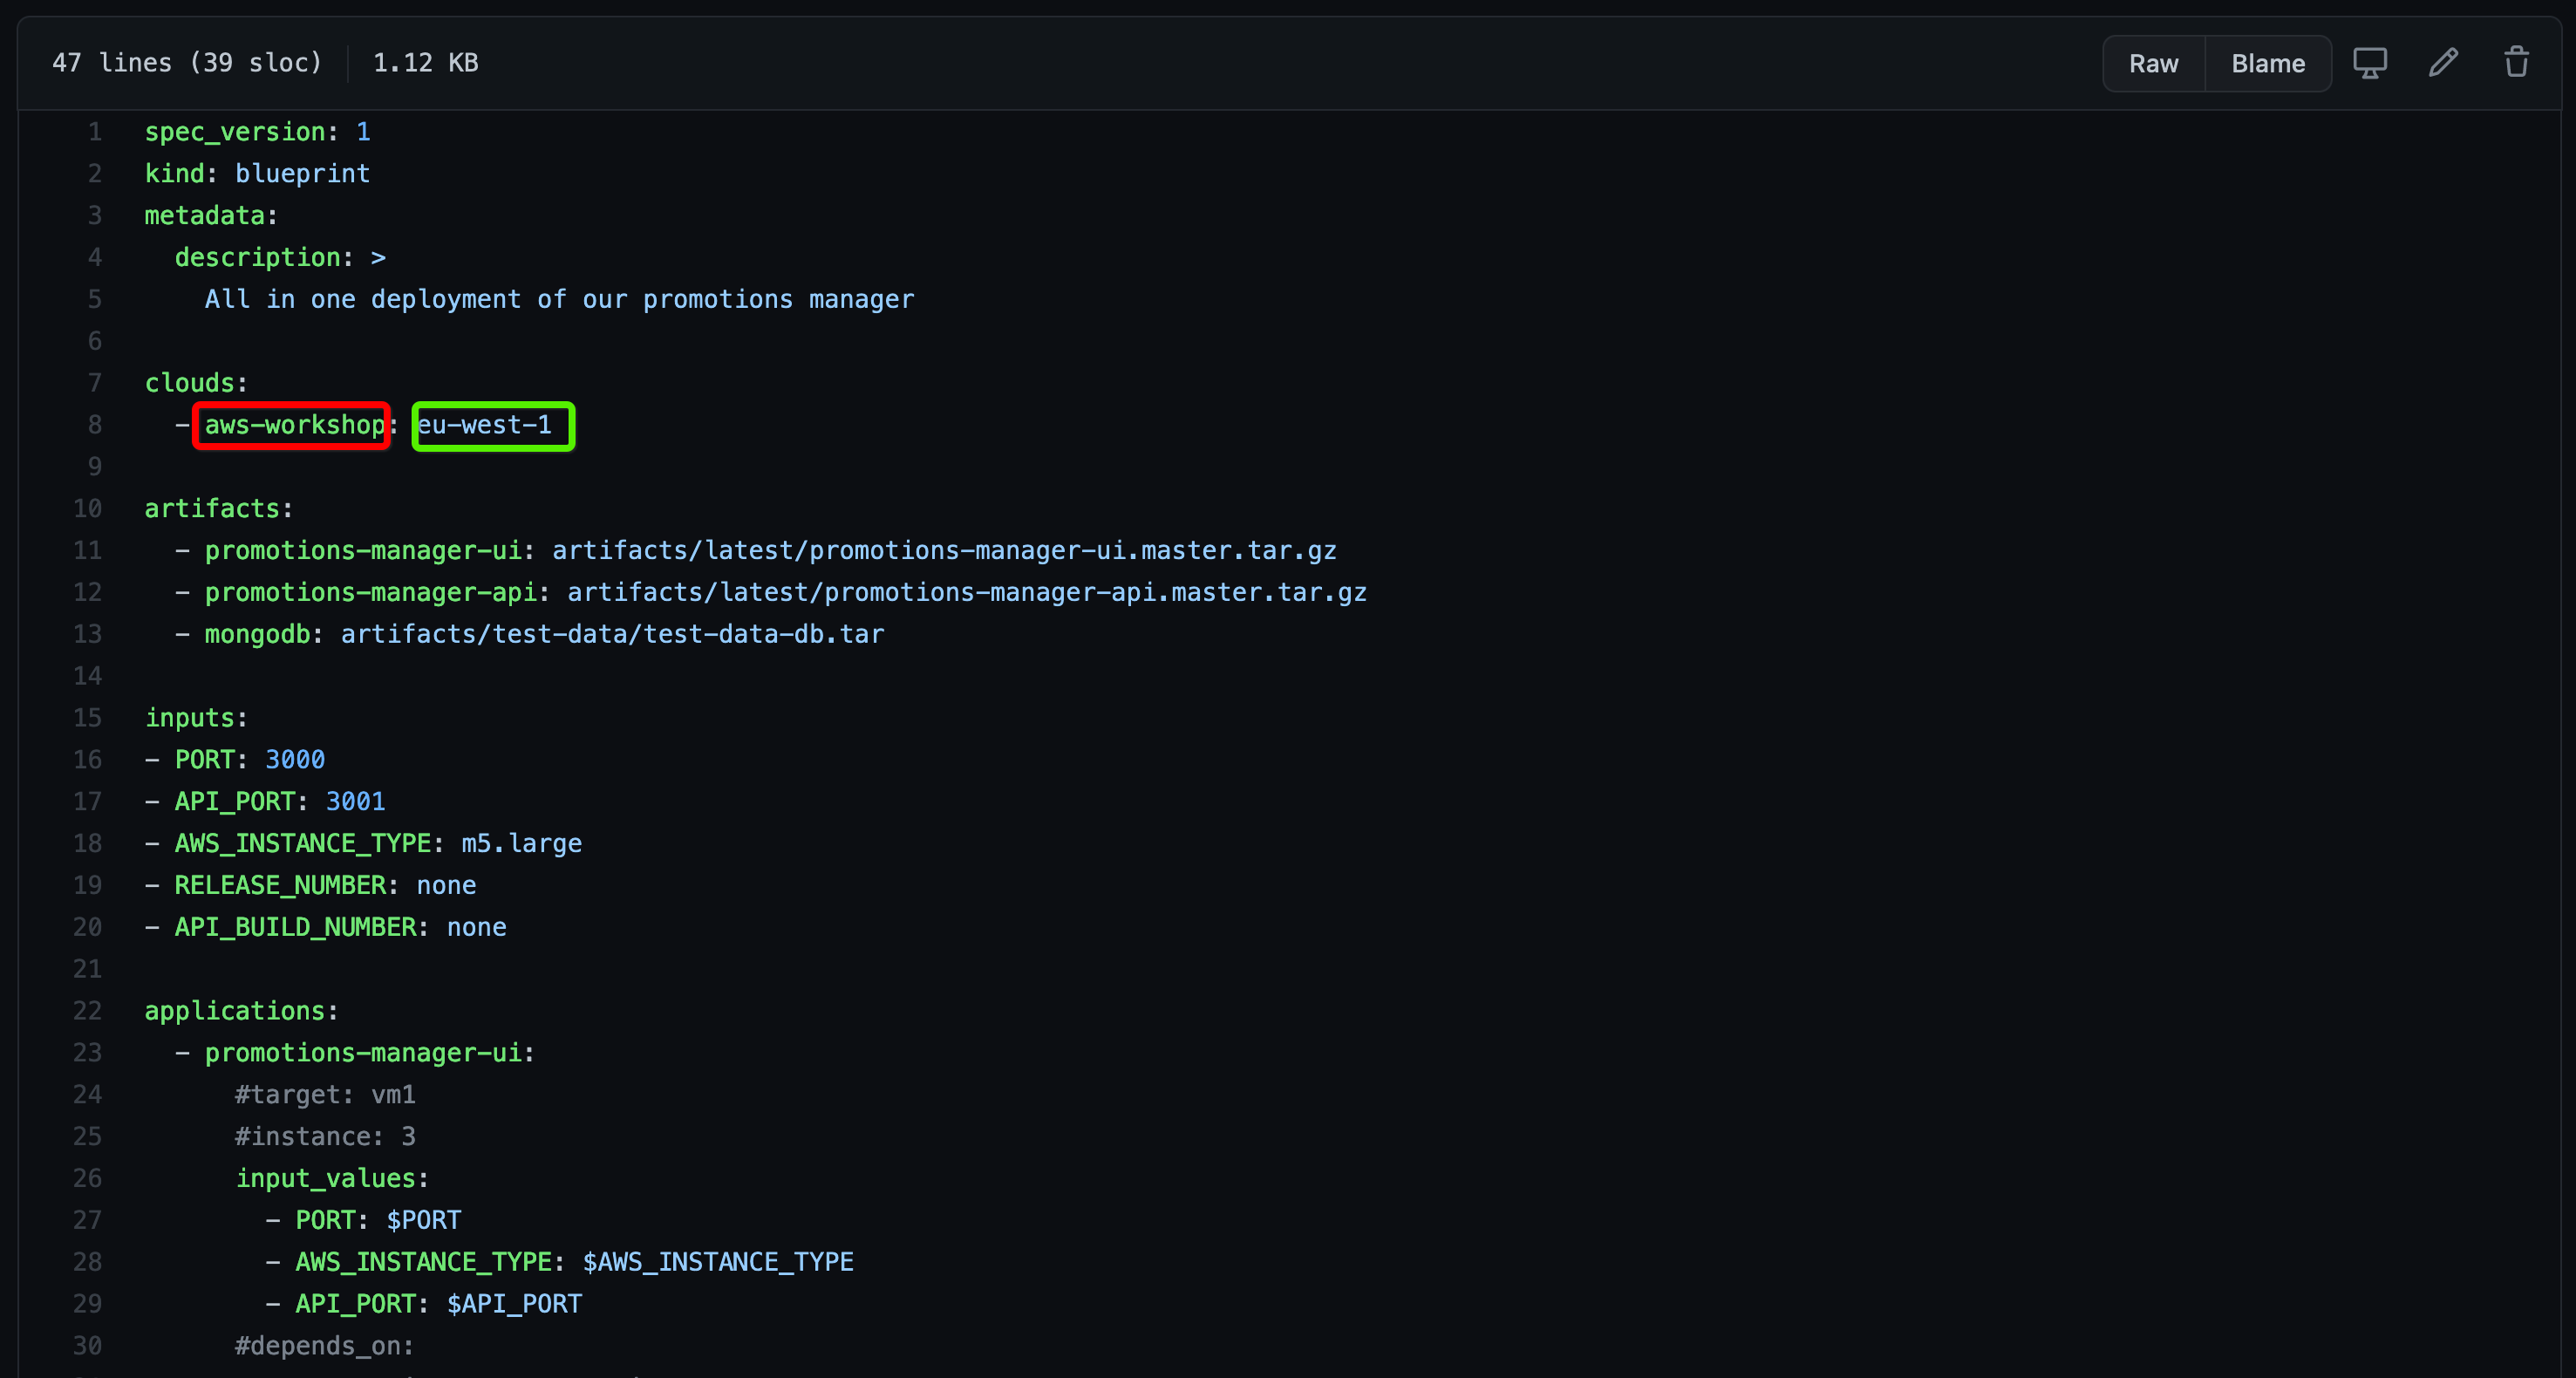 47 lines (39 sloc) 1.12 KB Raw Blame
1 spec_version: 1
2 kind: blueprint
3 metadata:
4   description: >
5     All in one deployment of our promotions manager
6
7 clouds:
8   - aws-workshop: eu-west-1
9
10 artifacts:
11   - promotions-manager-ui: artifacts/latest/promotions-manager-ui.master.tar.gz
12   - promotions-manager-api: artifacts/latest/promotions-manager-api.master.tar.gz
13   - mongodb: artifacts/test-data/test-data-db.tar
14
15 inputs:
16 - PORT: 3000
17 - API_PORT: 3001
18 - AWS_INSTANCE_TYPE: m5.large
19 - RELEASE_NUMBER: none
20 - API_BUILD_NUMBER: none
21
22 applications:
23   - promotions-manager-ui:
24       #target: vm1
25       #instance: 3
26       input_values:
27         - PORT: $PORT
28         - AWS_INSTANCE_TYPE: $AWS_INSTANCE_TYPE
29         - API_PORT: $API_PORT
30       #depends_on: